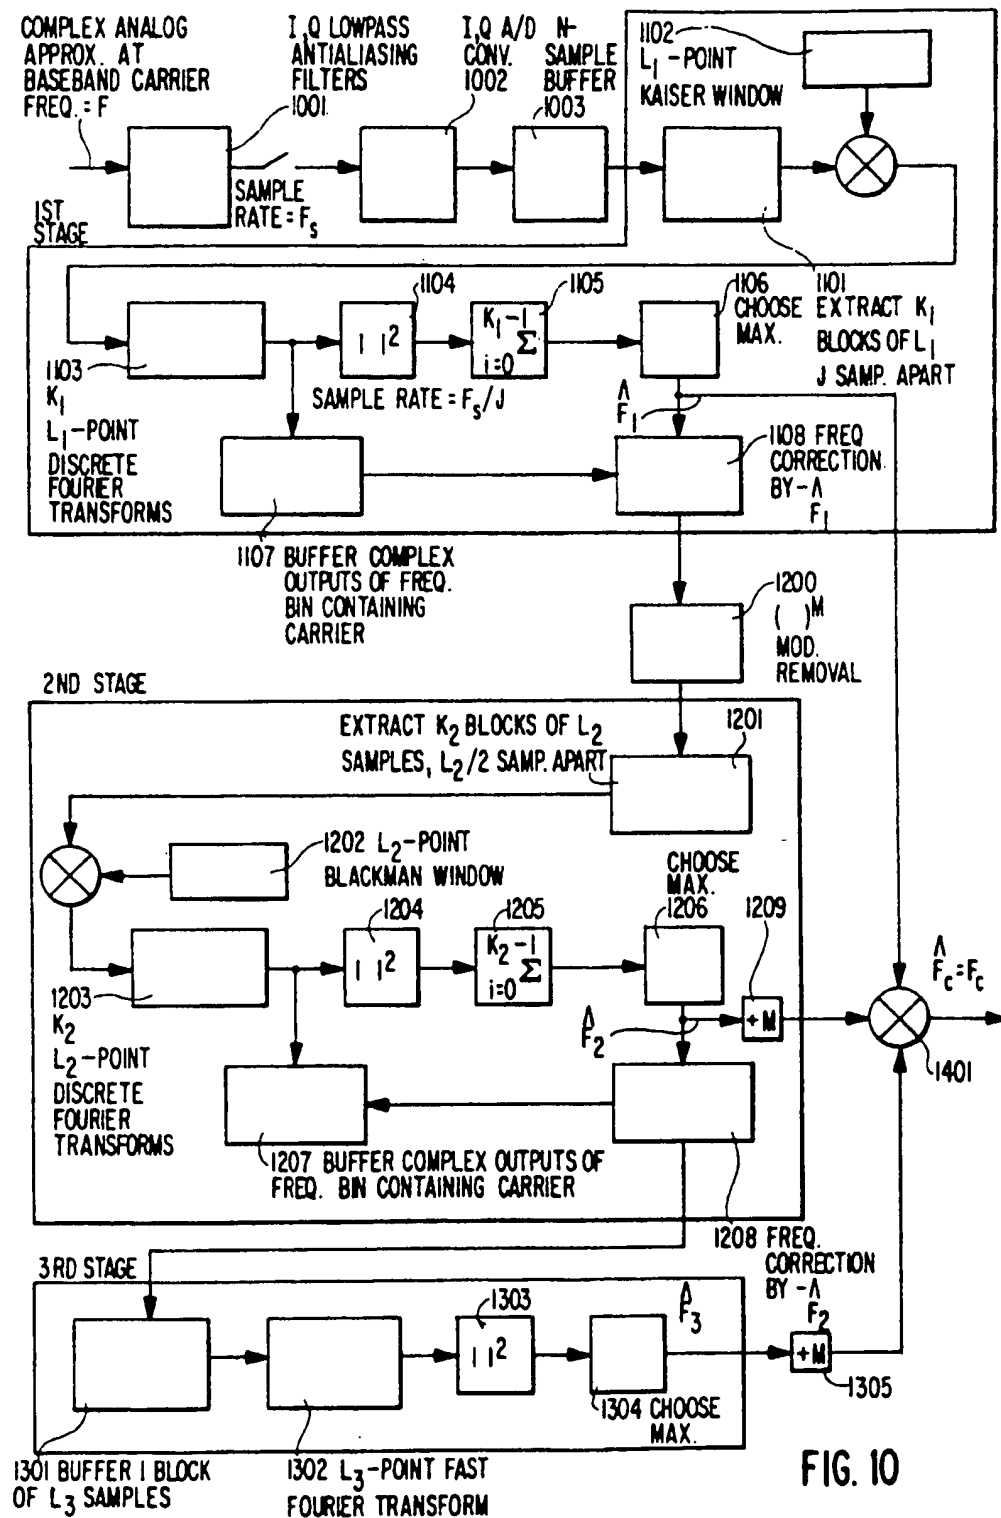 COMPLEX ANALOG
APPROX. AT
BASEBAND CARRIER
FREQ. = F
I,Q LOWPASS
ANTIALIASING
FILTERS
1001
I,Q A/D
CONV.
1002
N-
SAMPLE
BUFFER
1003
1102
L₁-POINT
KAISER WINDOW
SAMPLE
RATE = Fₛ
1ST
STAGE
1101
EXTRACT K₁
BLOCKS OF L₁
J SAMP. APART
1103
K₁
L₁-POINT
DISCRETE
FOURIER
TRANSFORMS
1104
| |²
1105
K₁-1
Σ
i=0
1106
CHOOSE
MAX.
SAMPLE RATE = Fₛ/J
F̂₁
1108 FREQ
CORRECTION
BY - F̂₁
1107 BUFFER COMPLEX
OUTPUTS OF FREQ.
BIN CONTAINING
CARRIER
1200
( )ᴹ
MOD.
REMOVAL
2ND STAGE
EXTRACT K₂ BLOCKS OF L₂
SAMPLES, L₂/2 SAMP. APART
1201
1202 L₂-POINT
BLACKMAN WINDOW
CHOOSE
MAX.
1203
K₂
L₂-POINT
DISCRETE
FOURIER
TRANSFORMS
1204
| |²
1205
K₂-1
Σ
i=0
1206
1209
+M
F̂₂
F̂c = Fc
1401
1207 BUFFER COMPLEX OUTPUTS OF
FREQ. BIN CONTAINING CARRIER
1208 FREQ.
CORRECTION
BY - F̂₂
3RD STAGE
1303
| |²
F̂₃
+M
1305
1304 CHOOSE
MAX.
1301 BUFFER 1 BLOCK
OF L₃ SAMPLES
1302 L₃-POINT FAST
FOURIER TRANSFORM
FIG. 10